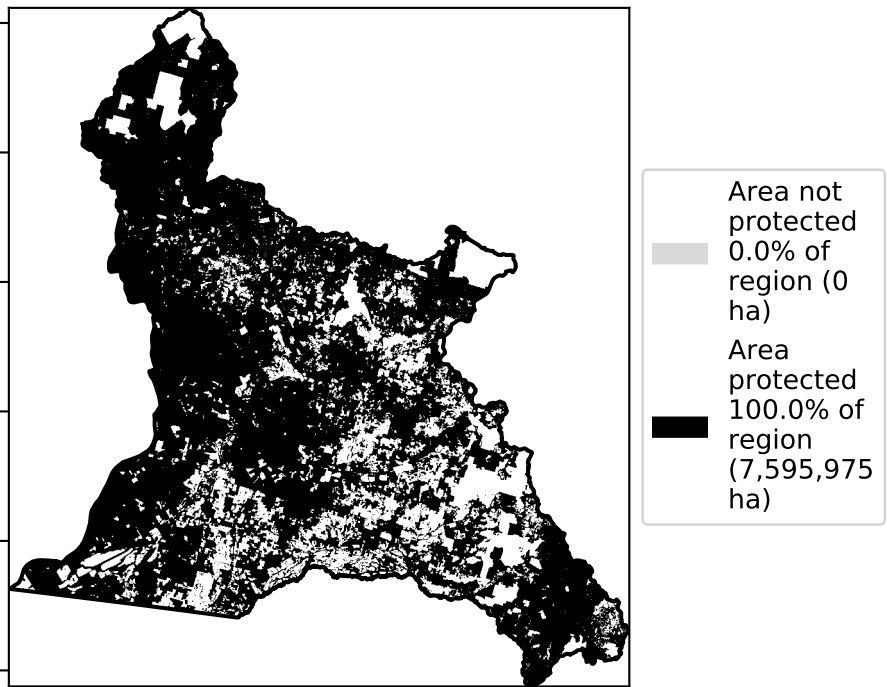 Area not
protected
0.0% of
region (0
ha)
Area
protected
100.0% of
region
(7,595,975
ha)